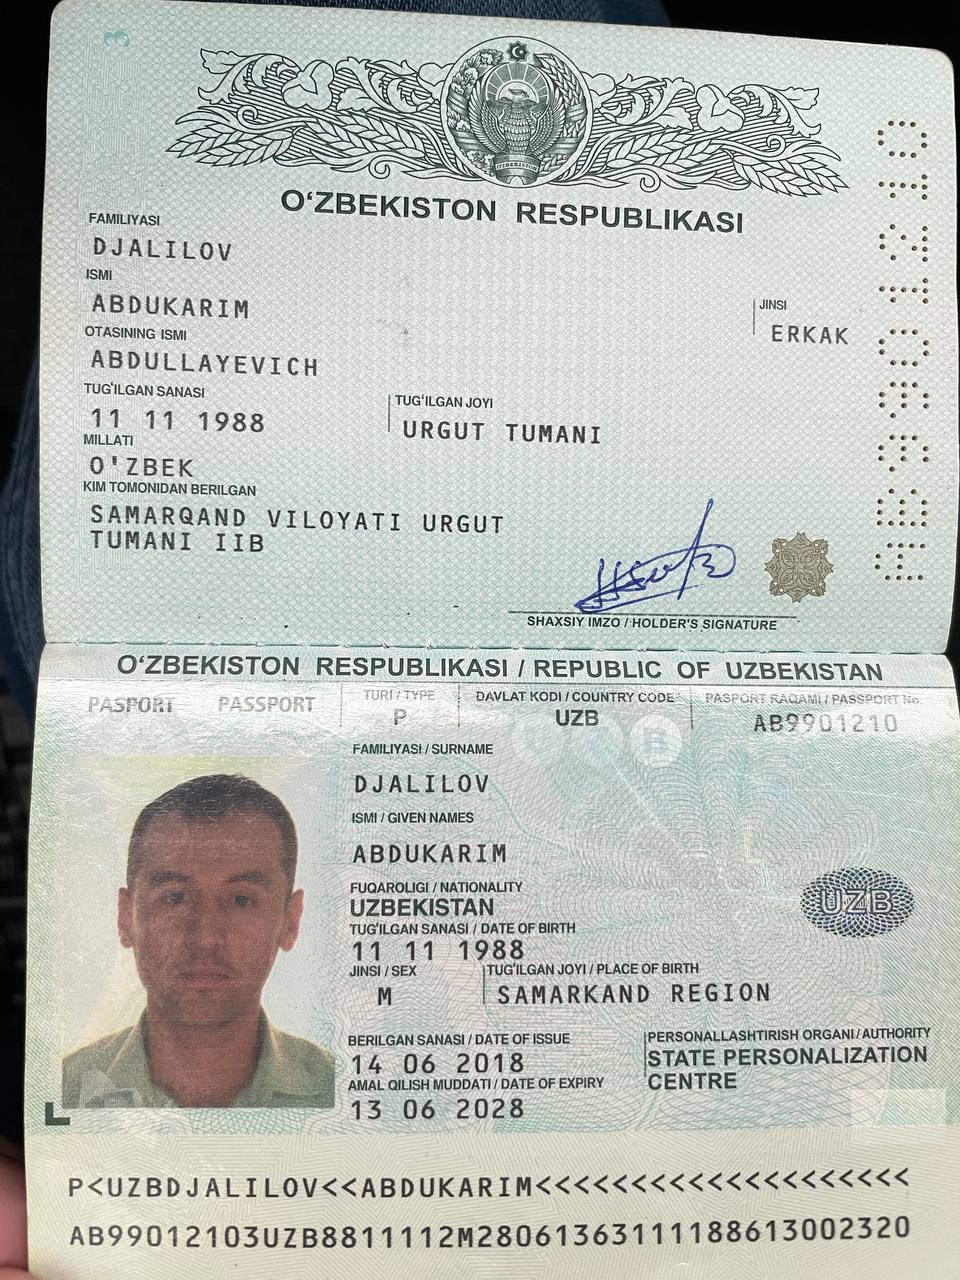 3
O'ZBEKISTON
O‘ZBEKISTON RESPUBLIKASI
FAMILIYASI
DJALILOV
ISMI
ABDUKARIM
JINSI
ERKAK
OTASINING ISMI
ABDULLAYEVICH
TUG‘ILGAN SANASI
11 11 1988
TUG‘ILGAN JOYI
URGUT TUMANI
MILLATI
O'ZBEK
KIM TOMONIDAN BERILGAN
SAMARQAND VILOYATI URGUT
TUMANI IIB
SHAXSIY IMZO / HOLDER'S SIGNATURE
AB9901210
O‘ZBEKISTON RESPUBLIKASI / REPUBLIC OF UZBEKISTAN
PASPORT PASSPORT
TURI / TYPE
P
DAVLAT KODI / COUNTRY CODE
UZB
PASPORT RAQAMI / PASSPORT No.
AB9901210
FAMILIYASI / SURNAME
DJALILOV
ISMI / GIVEN NAMES
ABDUKARIM
FUQAROLIGI / NATIONALITY
UZBEKISTAN
UZB
TUG‘ILGAN SANASI / DATE OF BIRTH
11 11 1988
JINSI / SEX
M
TUG‘ILGAN JOYI / PLACE OF BIRTH
SAMARKAND REGION
BERILGAN SANASI / DATE OF ISSUE
14 06 2018
PERSONALLASHTIRISH ORGANI / AUTHORITY
STATE PERSONALIZATION
CENTRE
AMAL QILISH MUDDATI / DATE OF EXPIRY
13 06 2028
P<UZBDJALILOV<<ABDUKARIM<<<<<<<<<<<<<<<<<<<<
AB99012103UZB8811112M28061363111188613002320